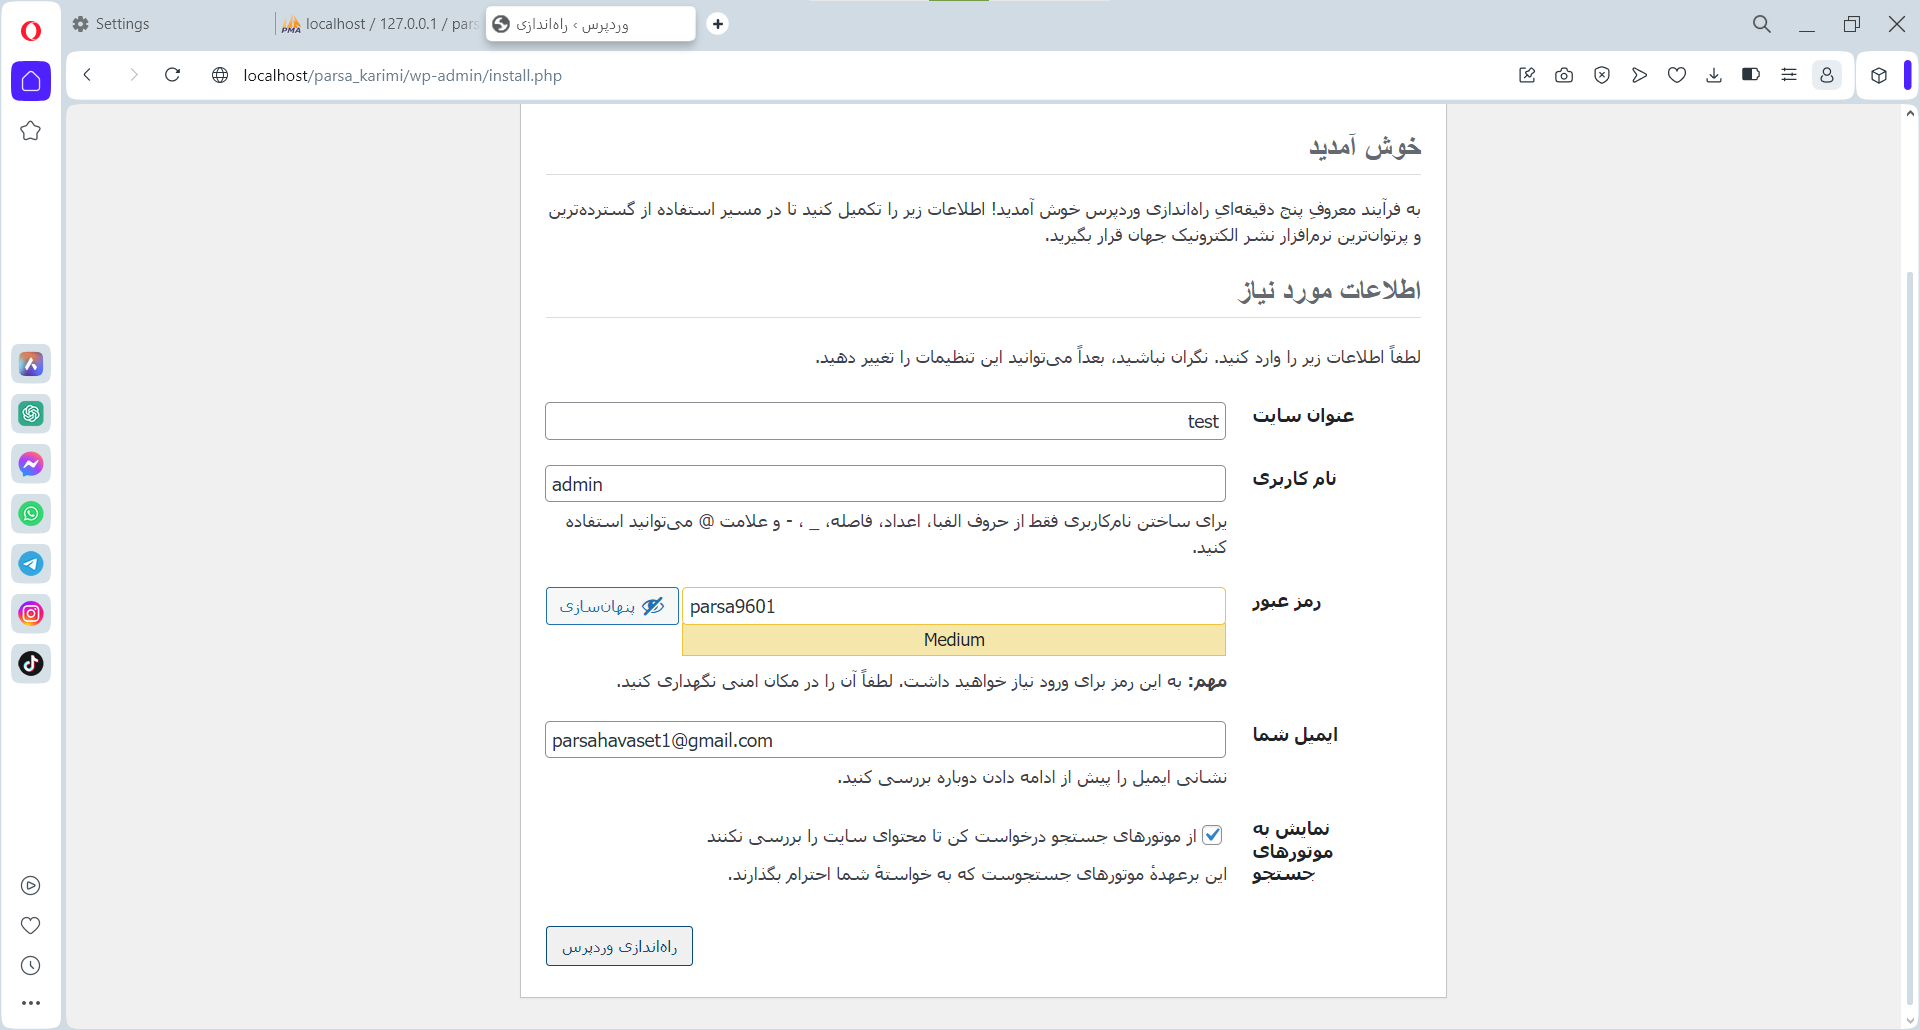 Settings
localhost / 127.0.0.1 / pars
وردپرس › راه‌اندازی
localhost/parsa_karimi/wp-admin/install.php
خوش آمدید
به فرآیند معروفِ پنج دقیقه‌ایِ راه‌اندازی وردپرس خوش آمدید! اطلاعات زیر را تکمیل کنید تا در مسیر استفاده از گسترده‌ترین
و پرتوان‌ترین نرم‌افزار نشر الکترونیک جهان قرار بگیرید.
اطلاعات مورد نیاز
لطفاً اطلاعات زیر را وارد کنید. نگران نباشید، بعداً می‌توانید این تنظیمات را تغییر دهید.
عنوان سایت
test
نام کاربری
admin
برای ساختن نام‌کاربری فقط از حروف الفبا، اعداد، فاصله، _ ، - و علامت @ می‌توانید استفاده
کنید.
رمز عبور
parsa9601
پنهان‌سازی
Medium
مهم: به این رمز برای ورود نیاز خواهید داشت. لطفاً آن را در مکان امنی نگهداری کنید.
ایمیل شما
parsahavaset1@gmail.com
نشانی ایمیل را پیش از ادامه دادن دوباره بررسی کنید.
نمایش به
موتورهای
جستجو
از موتورهای جستجو درخواست کن تا محتوای سایت را بررسی نکنند
این برعهدهٔ موتورهای جستجوست که به خواستهٔ شما احترام بگذارند.
راه‌اندازی وردپرس